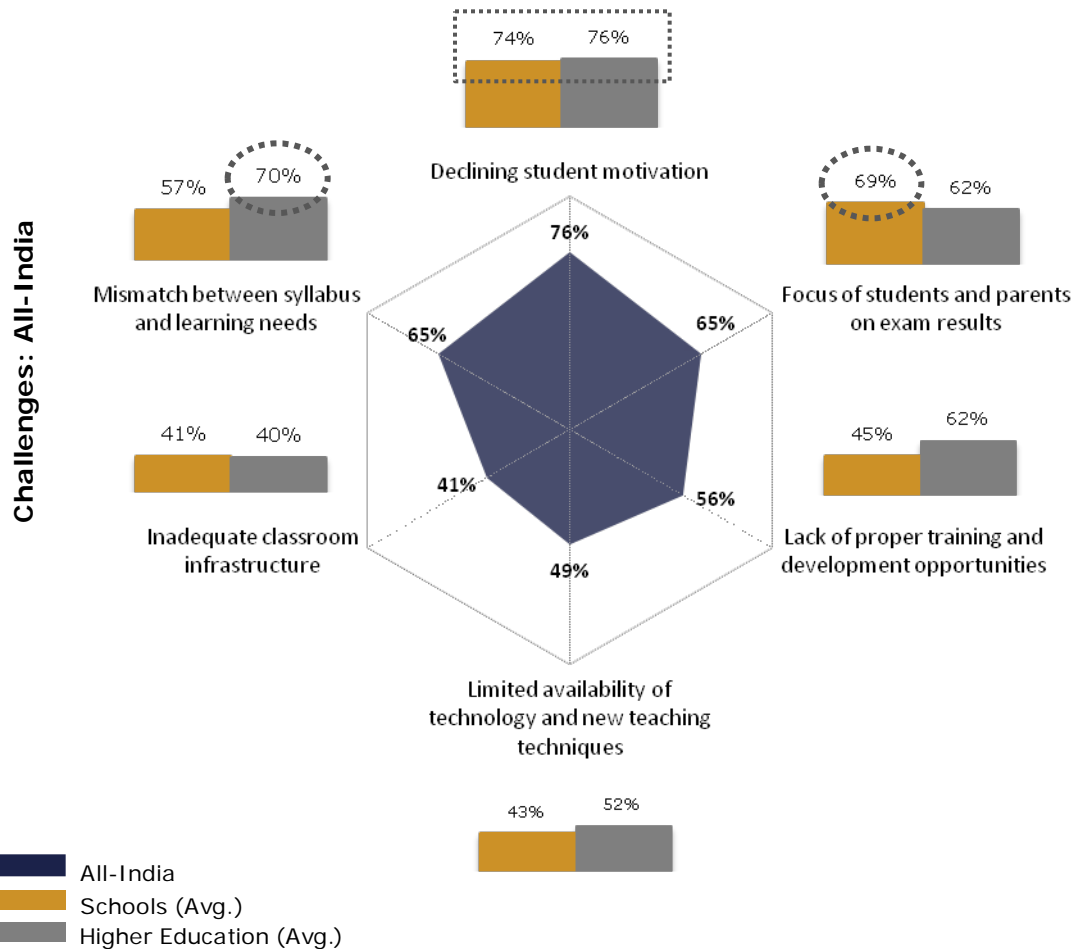 74% 76%
Declining student motivation
57% 70%
Mismatch between syllabus
and learning needs
69% 62%
Focus of students and parents
on exam results
76%
65%
65%
Challenges: All-India
41% 40%
Inadequate classroom
infrastructure
45% 62%
Lack of proper training and
development opportunities
41%
56%
49%
Limited availability of
technology and new teaching
techniques
43% 52%
All-India
Schools (Avg.)
Higher Education (Avg.)